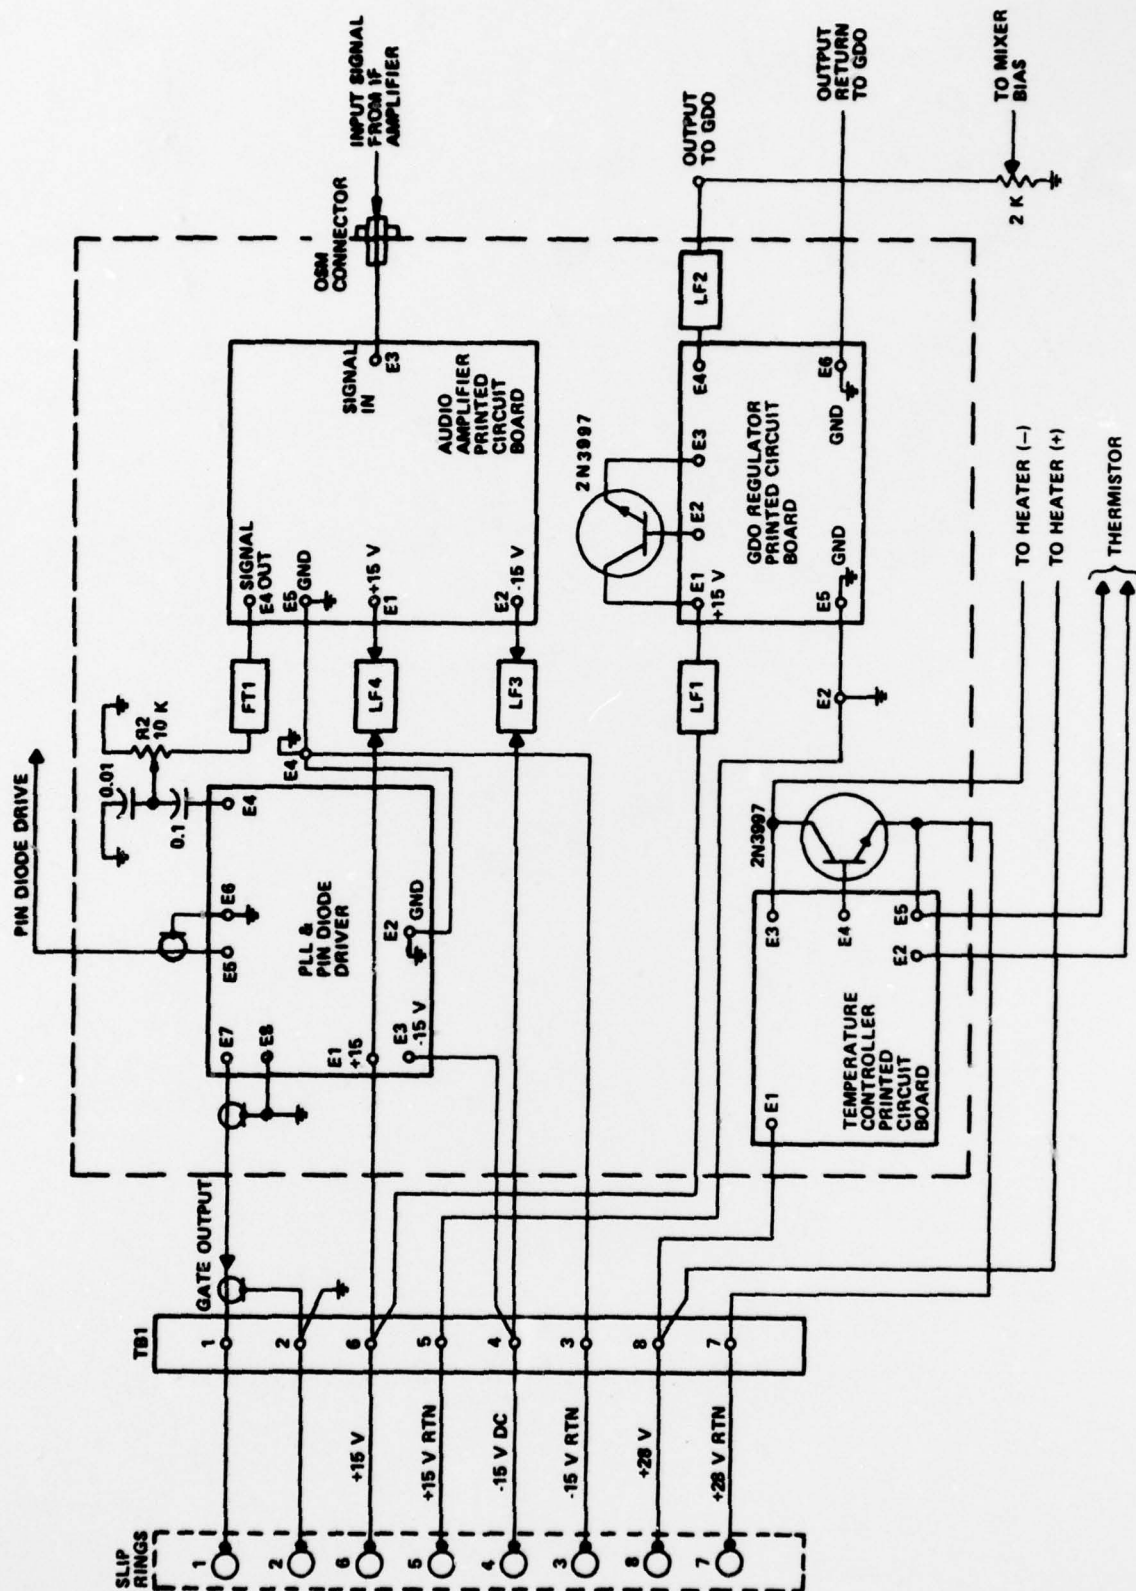 SLIP
RINGS
1
2
6
5
4
3
8
7
+15 V
+15 V RTN
-15 V DC
-15 V RTN
+28 V
+28 V RTN
TB1
1
2
6
5
4
3
8
7
GATE OUTPUT
PIN DIODE DRIVE
E7
E8
E1
+15
E3
-15 V
E5
E6
E4
E2
GND
PLL &
PIN DIODE
DRIVER
0.01
0.1
R2
10 K
E4
FT1
LF4
LF3
LF1
SIGNAL
E4 OUT
E5
GND
+15 V
E1
E2
-15 V
SIGNAL
IN
E3
AUDIO
AMPLIFIER
PRINTED
CIRCUIT
BOARD
OSM
CONNECTOR
INPUT SIGNAL
FROM IF
AMPLIFIER
2N3997
E1
+15 V
E2
E3
E4
GDO REGULATOR
PRINTED CIRCUIT
BOARD
E5
GND
E6
GND
E2
LF2
OUTPUT
TO GDO
OUTPUT
RETURN
TO GDO
2 K
TO MIXER
BIAS
E1
TEMPERATURE
CONTROLLER
PRINTED
CIRCUIT
BOARD
E3
E4
E5
E2
2N3997
TO HEATER (-)
TO HEATER (+)
THERMISTOR